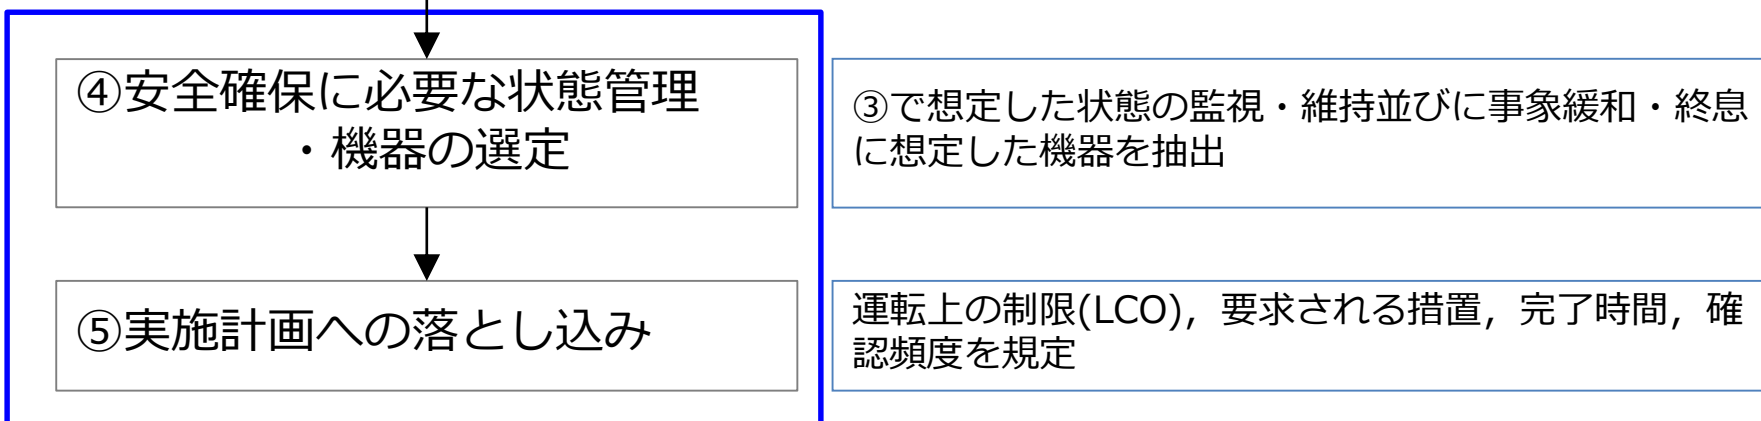 ④安全確保に必要な状態管理
・機器の選定
③で想定した状態の監視・維持並びに事象緩和・終息
に想定した機器を抽出
⑤実施計画への落とし込み
運転上の制限(LCO)，要求される措置，完了時間，確
認頻度を規定